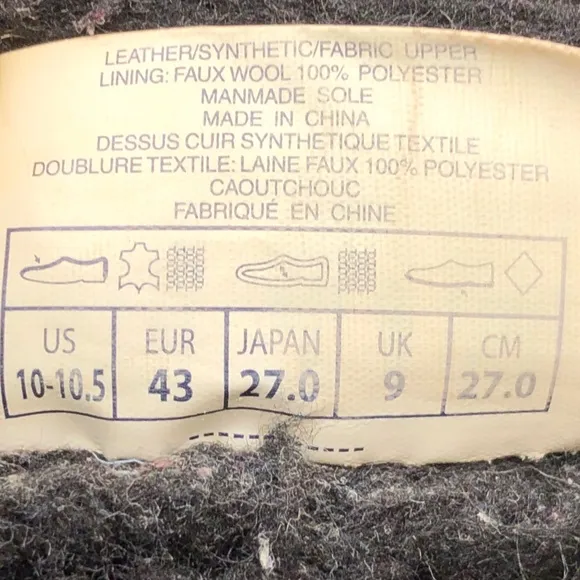 LEATHER/SYNTHETIC/FABRIC UPPER
LINING: FAUX WOOL 100% POLYESTER
MANMADE SOLE
MADE IN CHINA
DESSUS CUIR SYNTHETIQUE TEXTILE
DOUBLURE TEXTILE: LAINE FAUX 100% POLYESTER
CAOUTCHOUC
FABRIQUÉ EN CHINE
US EUR JAPAN UK CM
10-10.5 43 27.0 9 27.0